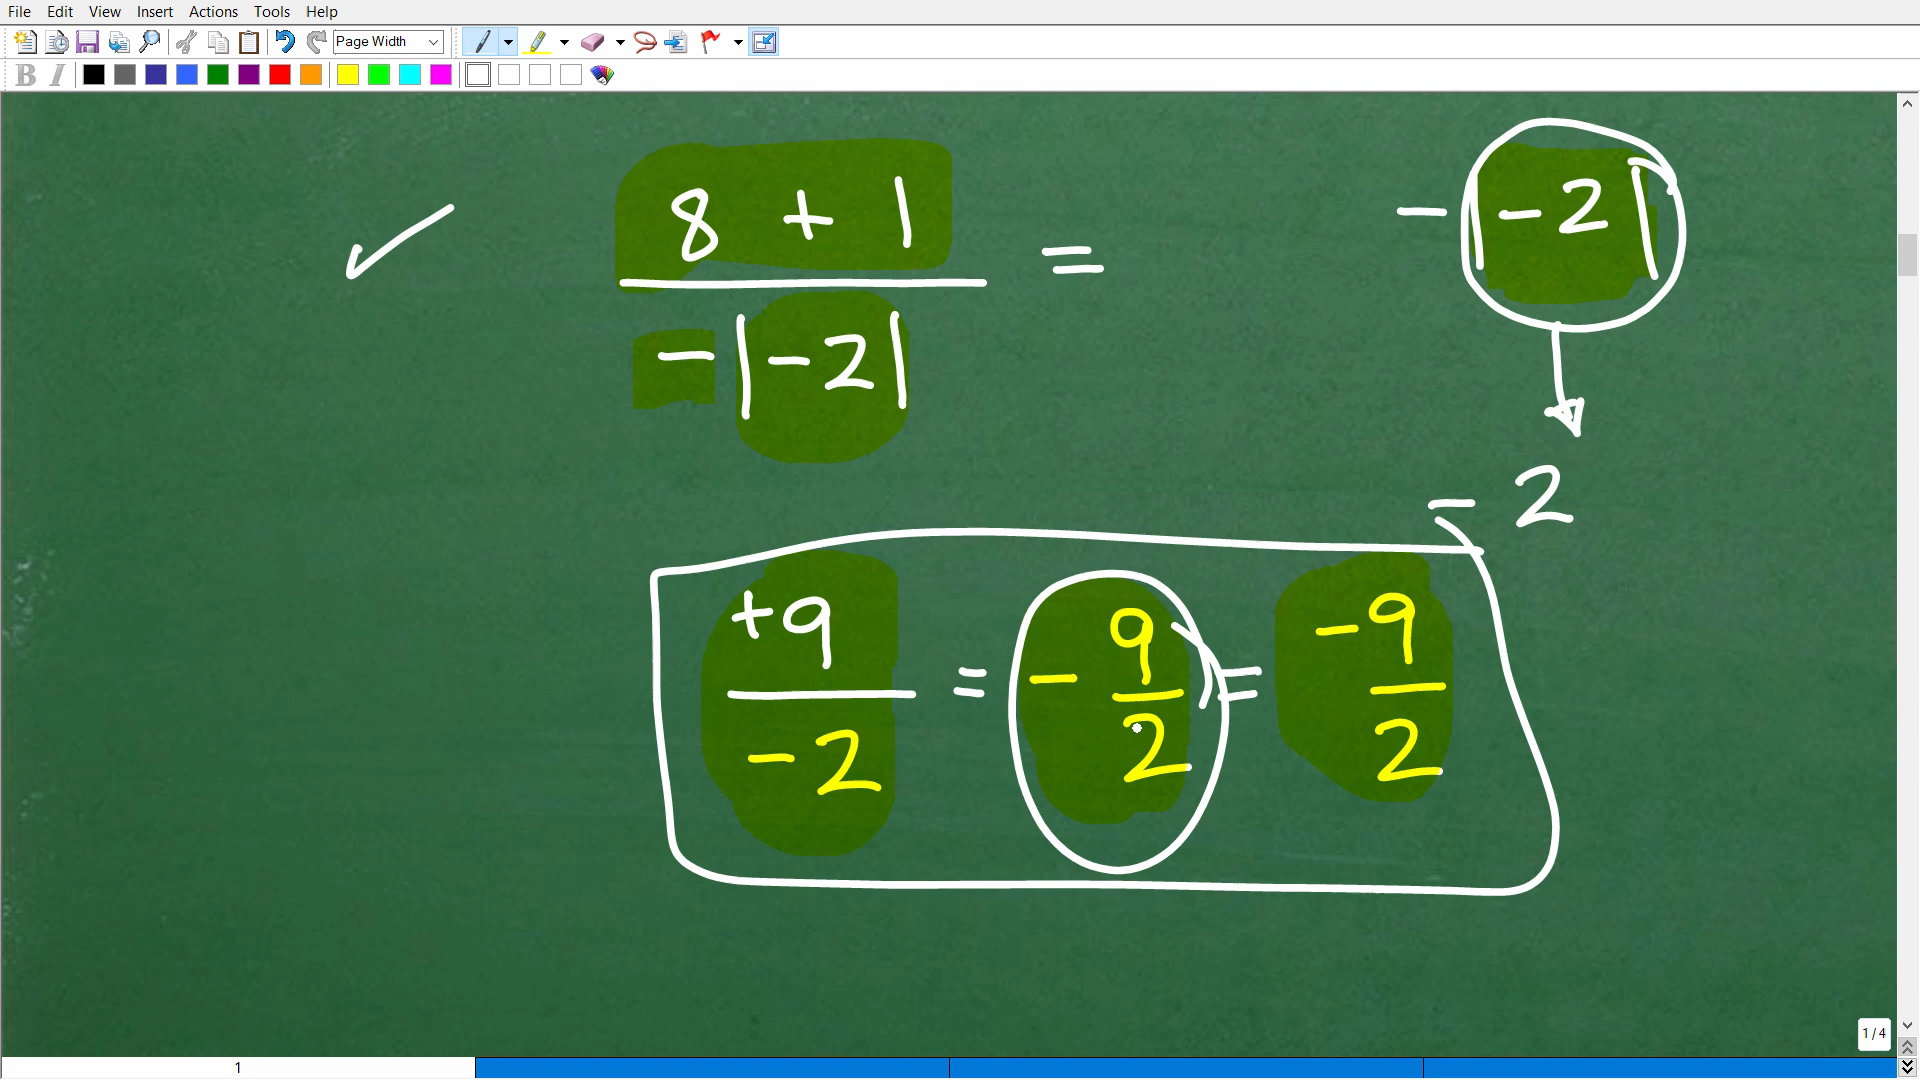 File Edit View Insert Actions Tools Help
Page Width
B I
8 + 1 =
- |-2|
- |-2|
- 2
+9 = - 9 = -9
-2 2 2
1 / 4
1